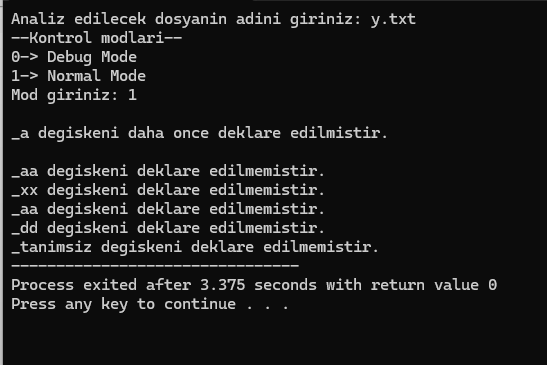 Analiz edilecek dosyanin adini giriniz: y.txt
--Kontrol modlari--
0-> Debug Mode
1-> Normal Mode
Mod giriniz: 1
_a degiskeni daha once deklare edilmistir.
_aa degiskeni deklare edilmemistir.
_xx degiskeni deklare edilmemistir.
_aa degiskeni deklare edilmemistir.
_dd degiskeni deklare edilmemistir.
_tanimsiz degiskeni deklare edilmemistir.
--------------------------------
Process exited after 3.375 seconds with return value 0
Press any key to continue . . .